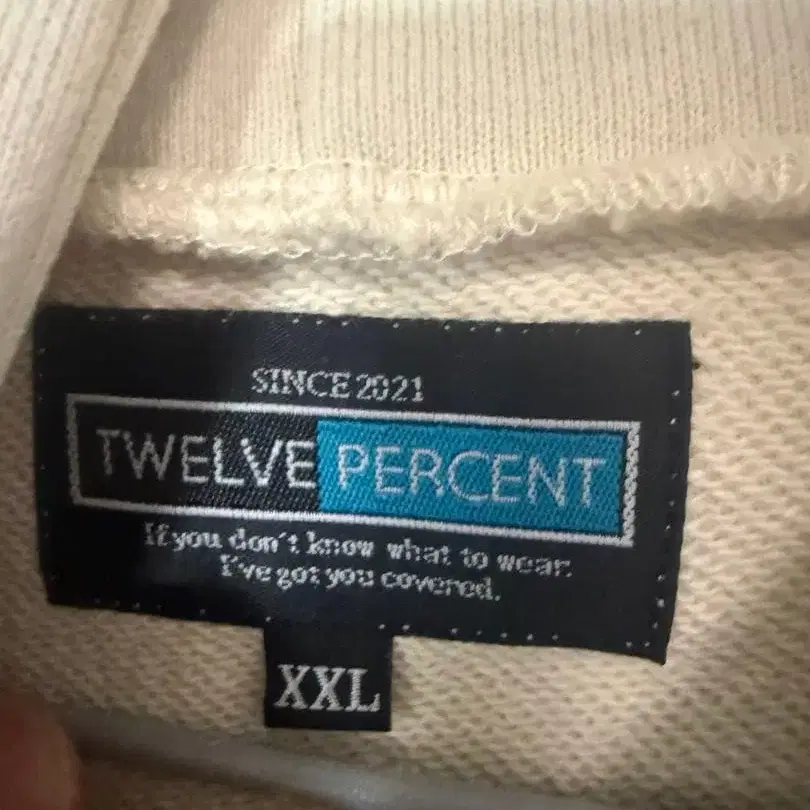 SINCE 2021
TWELVE PERCENT
If you don't know what to wear.
I've got you covered.
XXL